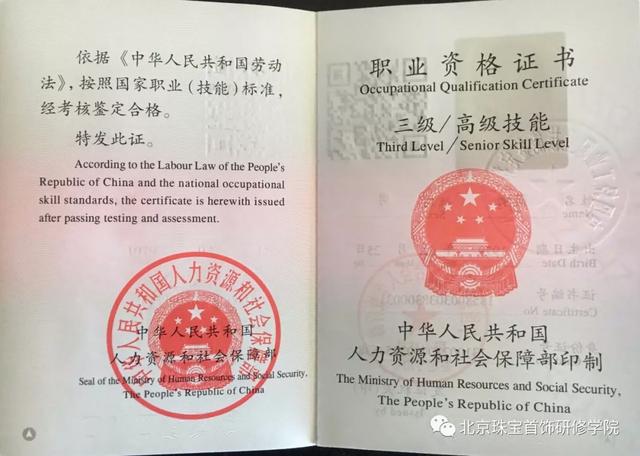 依据《中华人民共和国劳动
法》，按照国家职业（技能）标准，
经考核鉴定合格。
特发此证。
According to the Labour Law of the People's
Republic of China and the national occupational
skill standards, the certificate is herewith issued
after passing testing and assessment.
中华人民共和国人力资源和社会保障部
中华人民共和国
人力资源和社会保障部
Seal of the Ministry of Human Resources and Social Security,
The People's Republic of China
职业资格证书
Occupational Qualification Certificate
三级/高级技能
Third Level/Senior Skill Level
中华人民共和国
人力资源和社会保障部印制
The Ministry of Human Resources and Social Security,
The People's Republic of China
北京珠宝首饰研修学院